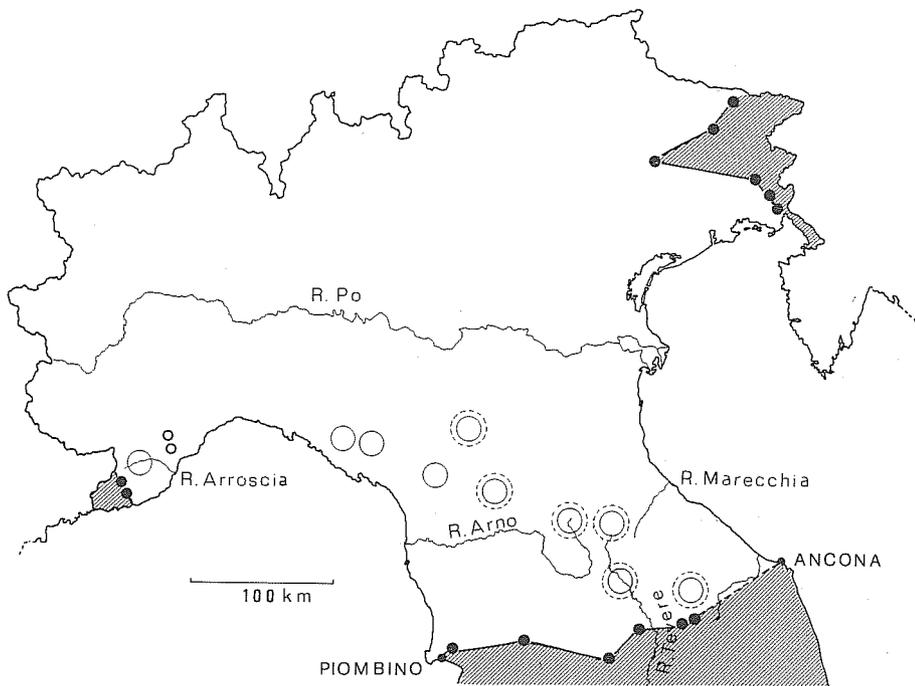 R. Po
R. Arroscia
R. Marecchia
R. Arno
ANCONA
100 km
R. Tevere
PIOMBINO